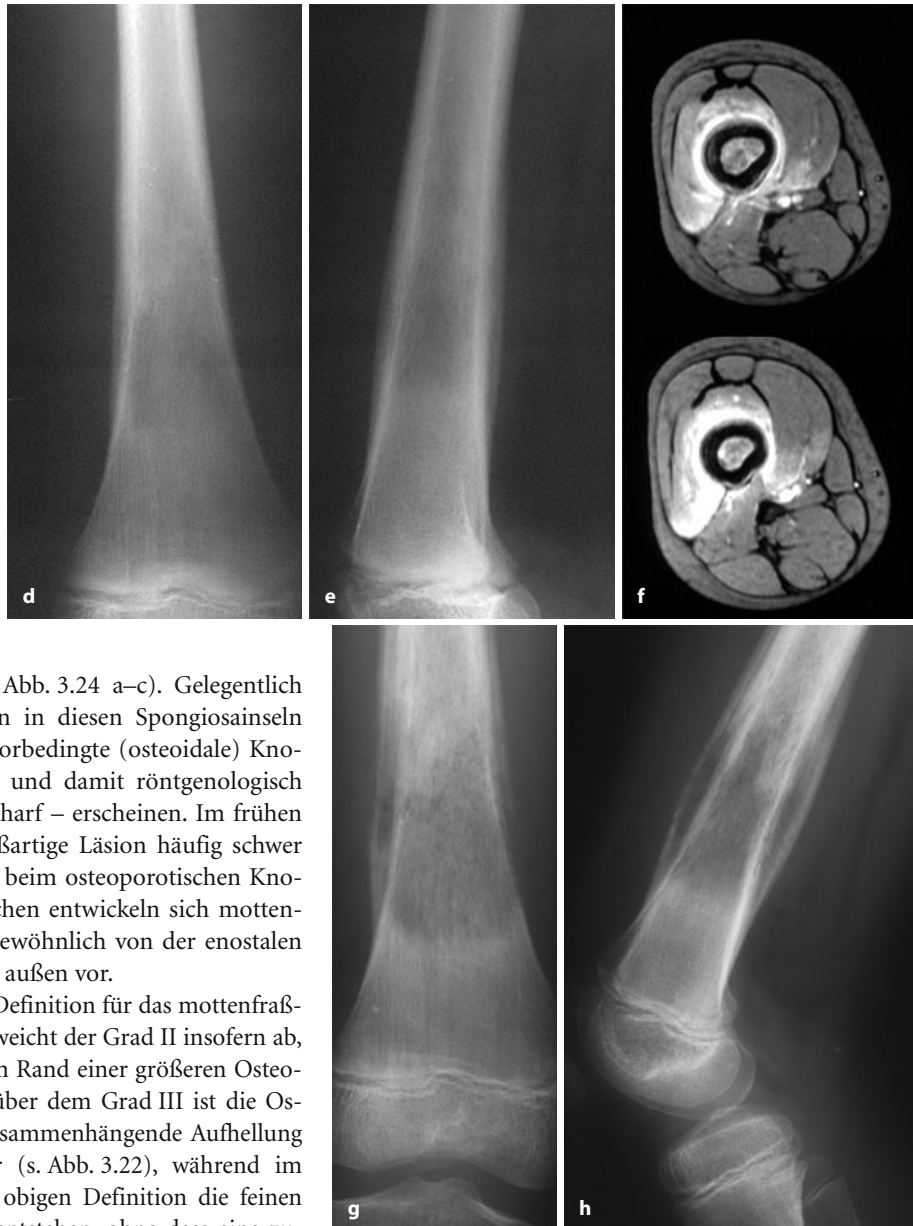 d
e
f
Abb. 3.24 a–c). Gelegentlich
n in diesen Spongiosainseln
orbedingte (osteoidale) Kno-
und damit röntgenologisch
harf – erscheinen. Im frühen
ßartige Läsion häufig schwer
beim osteoporotischen Kno-
chen entwickeln sich motten-
ewöhnlich von der enostalen
außen vor.
Definition für das mottenfraß-
weicht der Grad II insofern ab,
n Rand einer größeren Osteo-
über dem Grad III ist die Os-
usammenhängende Aufhellung
r (s. Abb. 3.22), während im
obigen Definition die feinen
g
h